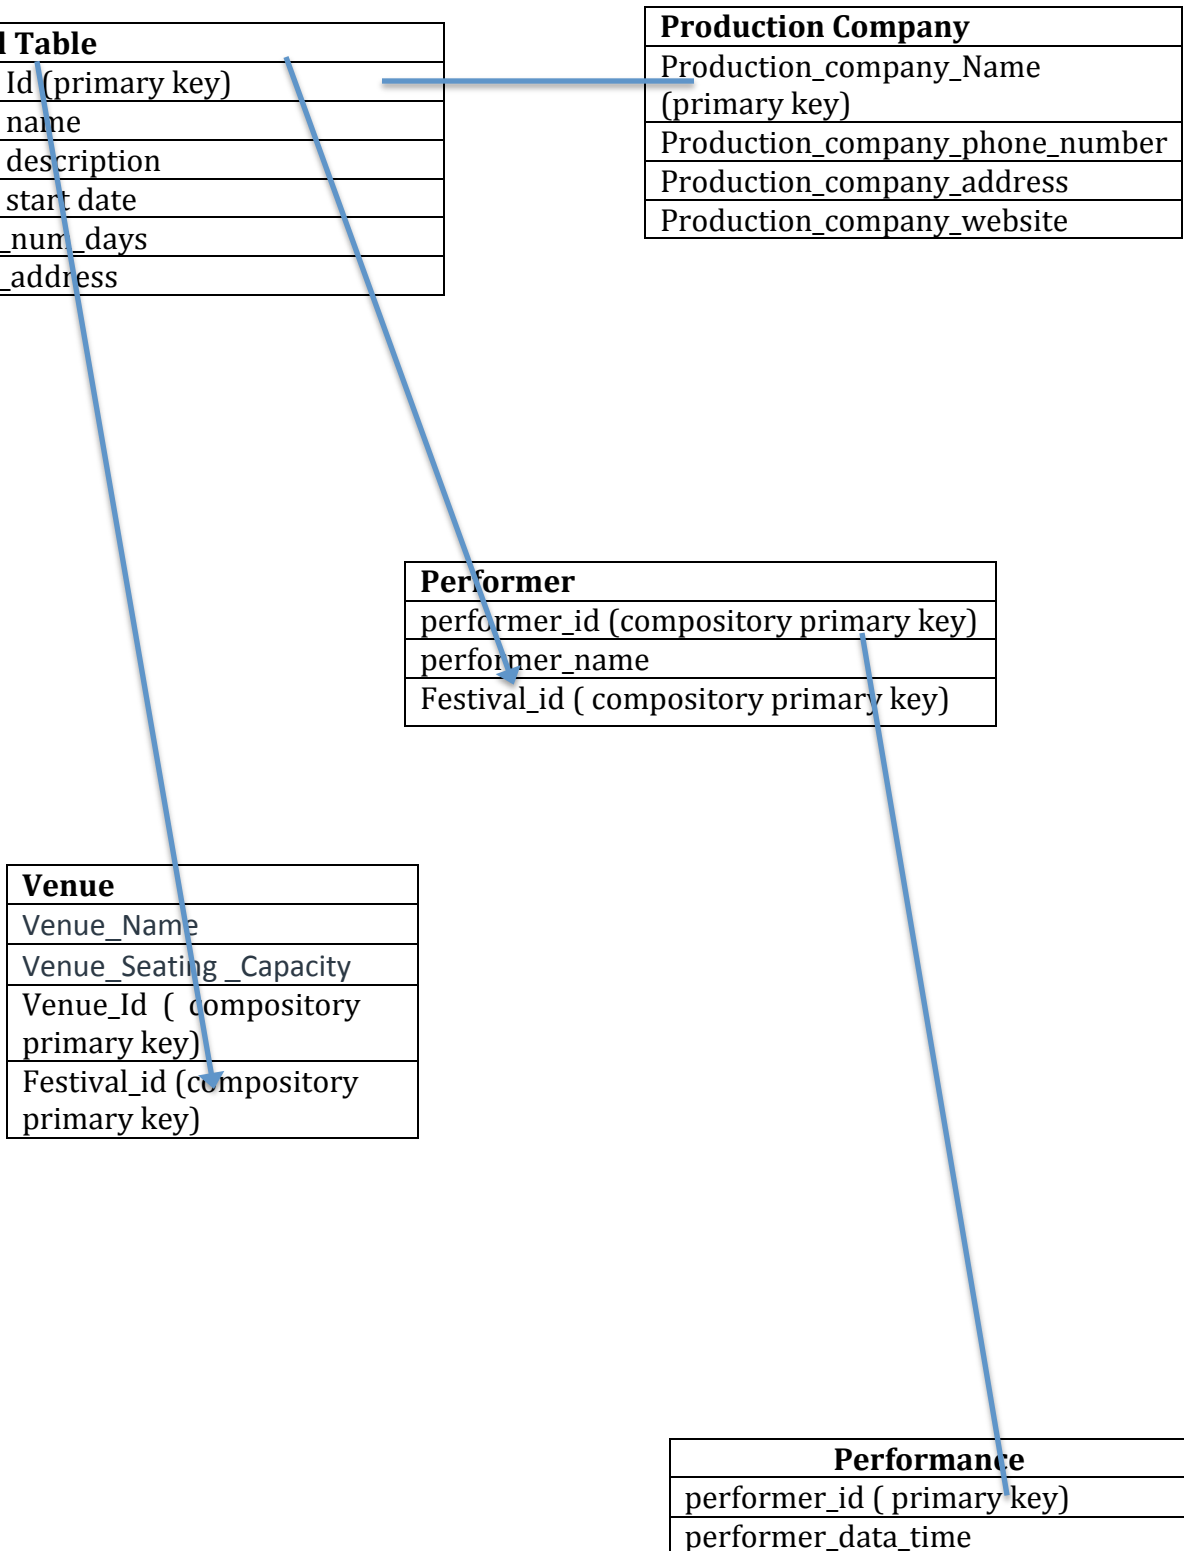 l Table
Id (primary key)
name
description
start date
_num_days
_address
Production Company
Production_company_Name
(primary key)
Production_company_phone_number
Production_company_address
Production_company_website
Performer
performer_id (compository primary key)
performer_name
Festival_id ( compository primary key)
Venue
Venue_Name
Venue_Seating _Capacity
Venue_Id ( compository
primary key)
Festival_id (compository
primary key)
Performance
performer_id ( primary key)
performer_data_time